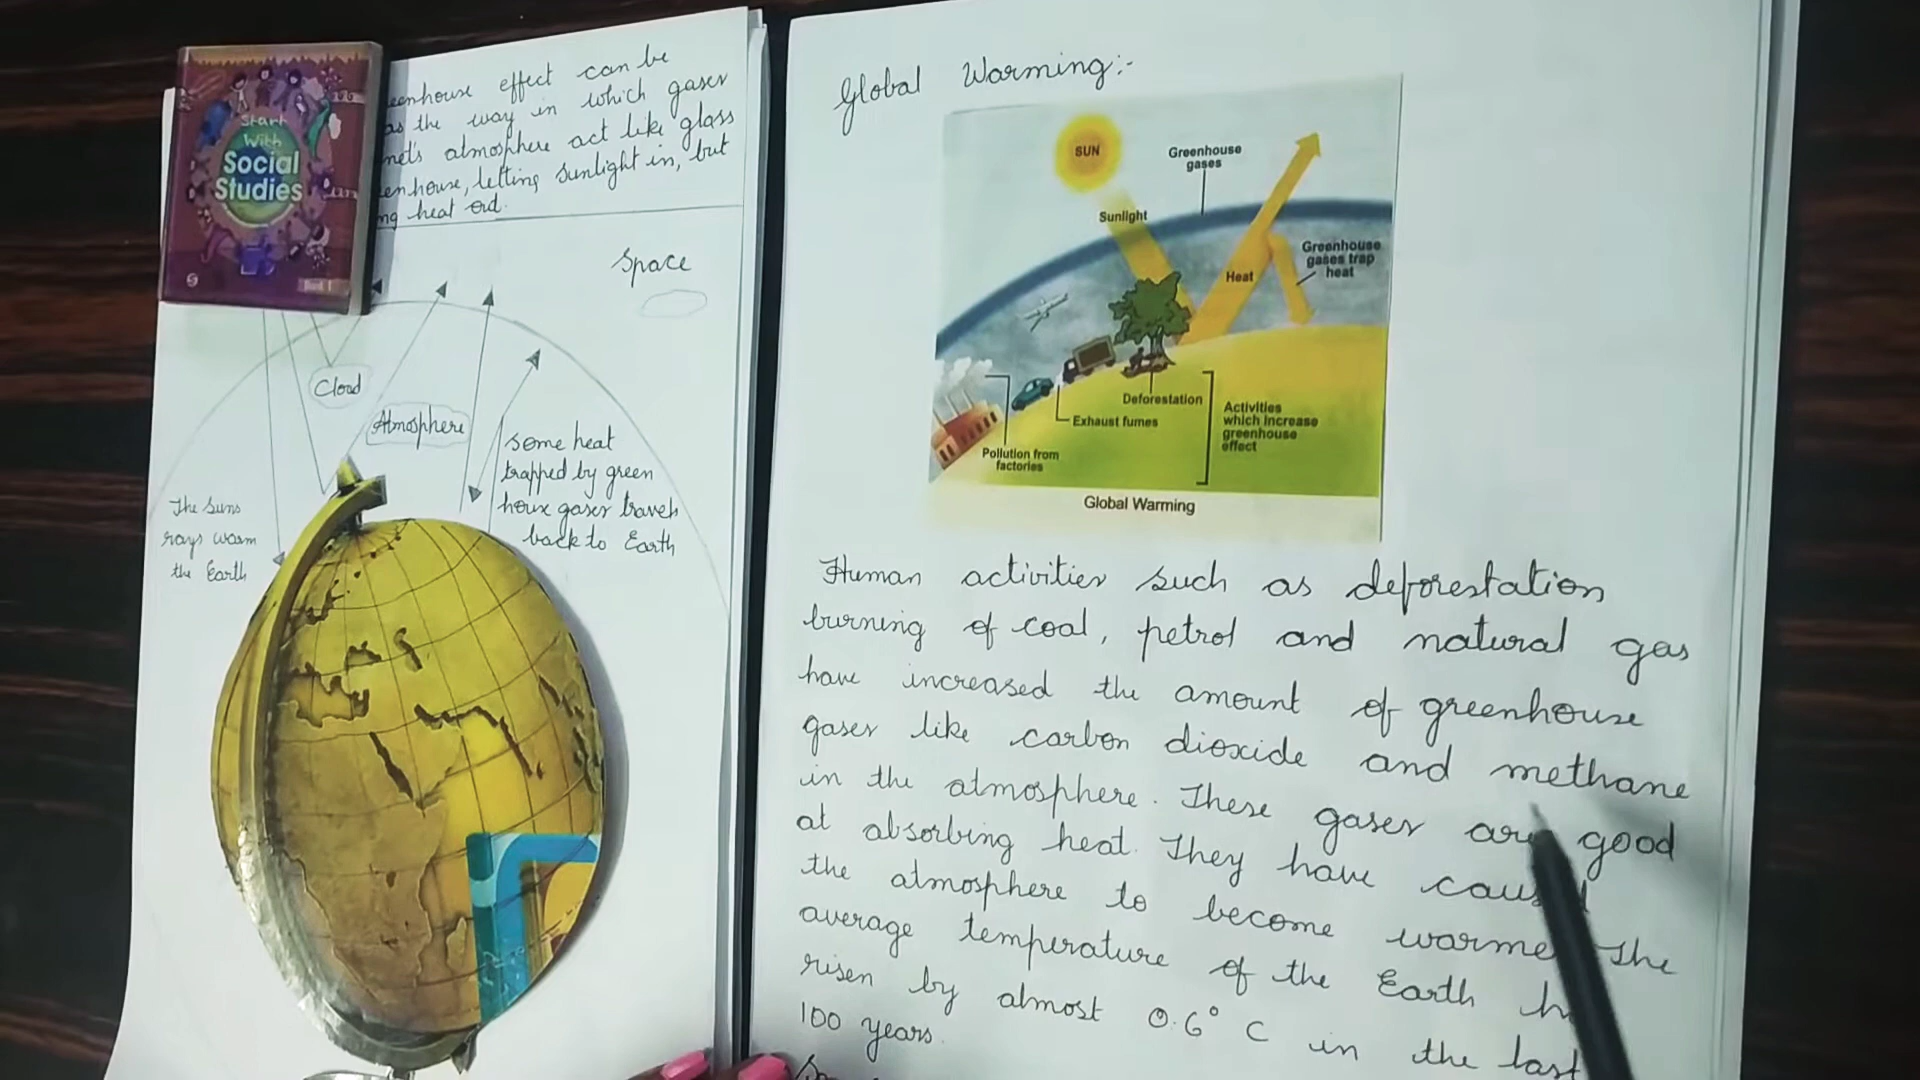 eenhouse effect can be
as the way in which gases
net's atmosphere act like glass
enhouse, letting sunlight in, but
ng heat
Start
With
Social
Studies
Space
Cloud
Atmosphere
some heat
trapped by green
house gases travels
back to Earth
The Suns
rays warm
the Earth
Global Warming:-
SUN
Greenhouse
gases
Sunlight
Heat
Greenhouse
gases trap
heat
Deforestation
Exhaust fumes
Pollution from
factories
Activities
which increase
greenhouse
effect
Global Warming
Human activities such as deforestation
burning of coal, petrol and natural gas
have increased the amount of greenhouse
gases like carbon dioxide and methane
in the atmosphere. These gases are good
at absorbing heat. They have caused
the atmosphere to become warme The
average temperature of the Earth h
risen by almost 0.6° C in the last
100 years.